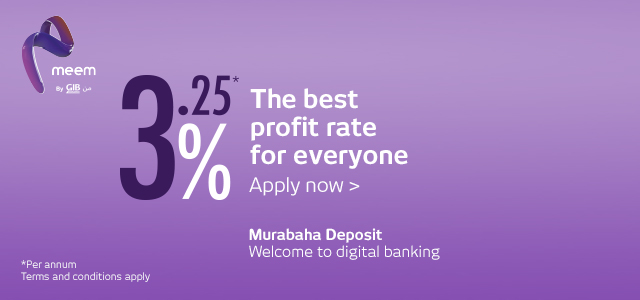 meem
By GIB من
3.25*%
The best
profit rate
for everyone
Apply now >
Murabaha Deposit
Welcome to digital banking
*Per annum
Terms and conditions apply